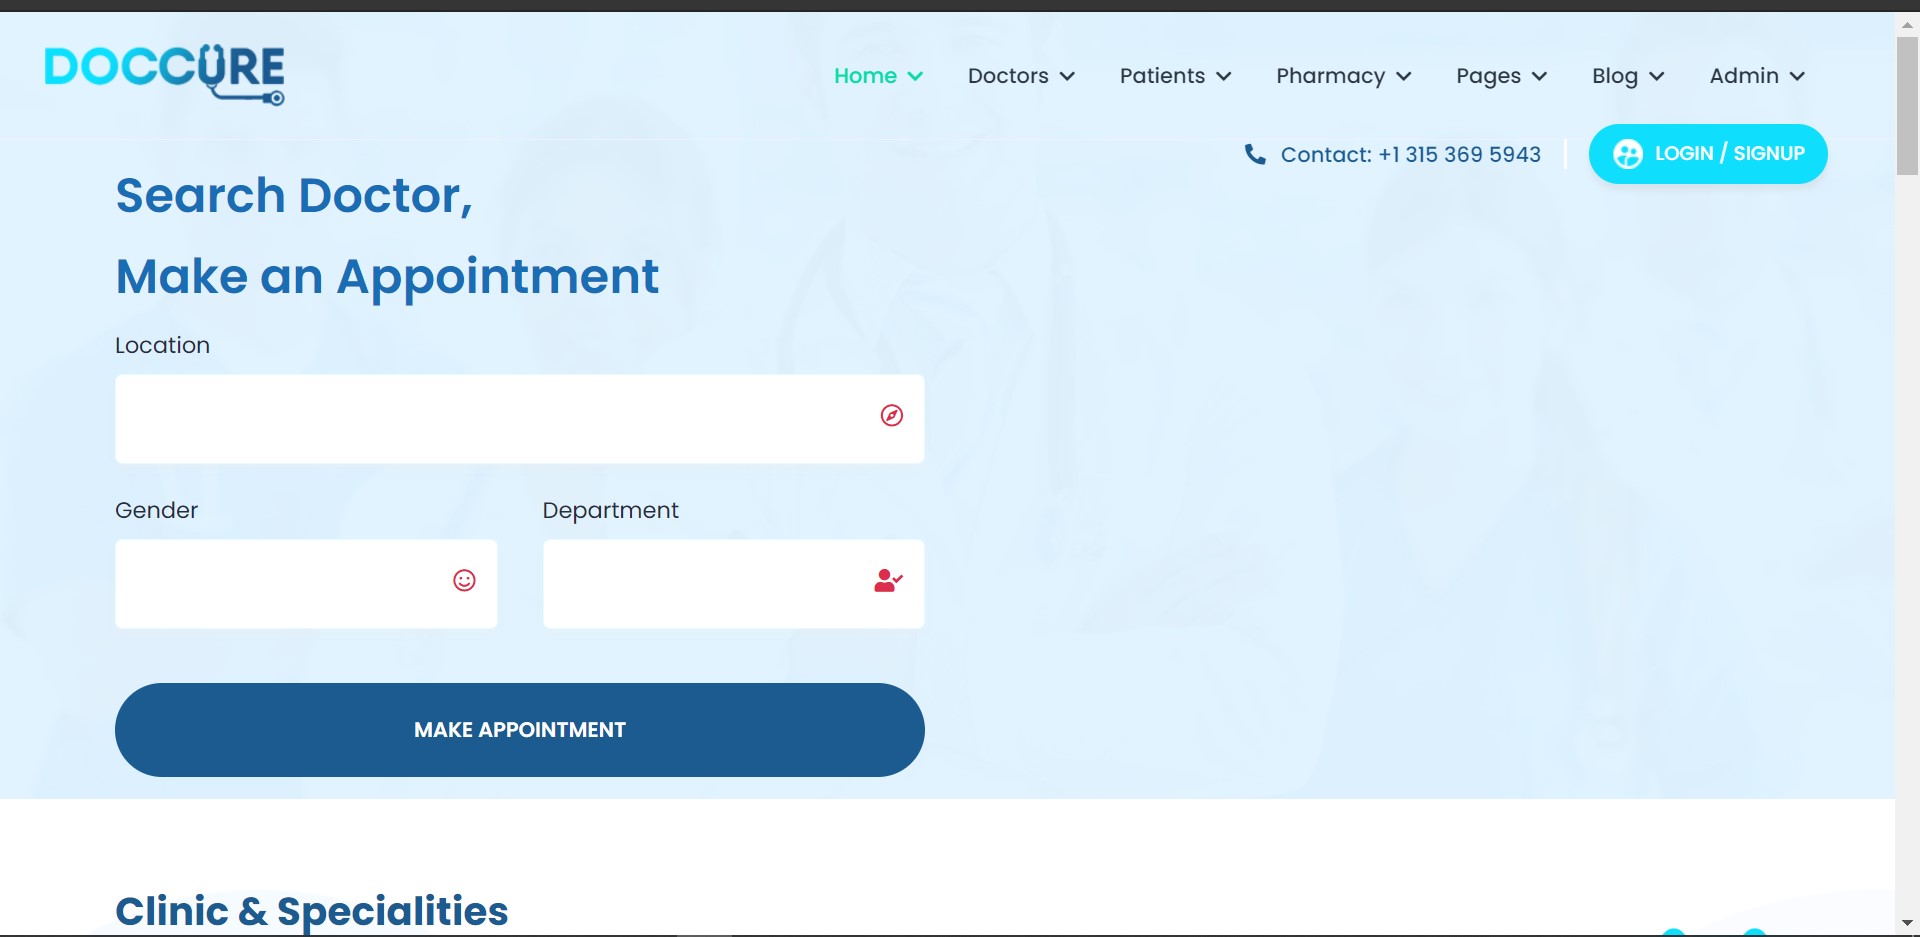 DOCCURE
Home Doctors Patients Pharmacy Pages Blog Admin
Contact: +1 315 369 5943 LOGIN / SIGNUP
Search Doctor,
Make an Appointment
Location
Gender Department
MAKE APPOINTMENT
Clinic & Specialities